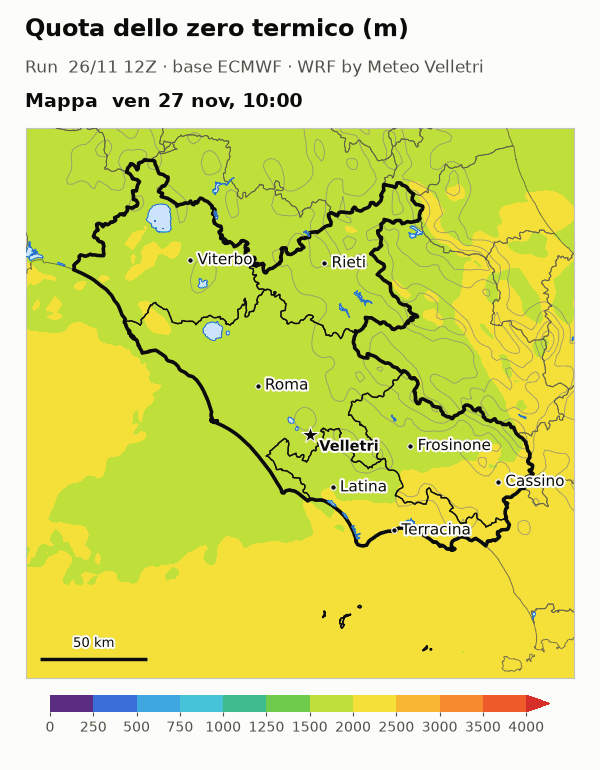 Quota dello zero termico (m)
Run  26/11 12Z · base ECMWF · WRF by Meteo Velletri
Mappa  ven 27 nov, 10:00
Viterbo
Rieti
Roma
Velletri
Frosinone
Cassino
Latina
Terracina
50 km
0 250 500 750 1000 1250 1500 2000 2500 3000 3500 4000